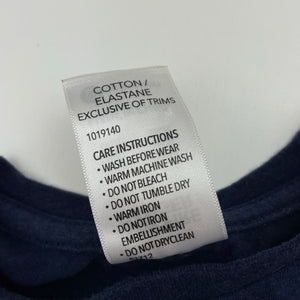 COTTON/
ELASTANE
EXCLUSIVE OF TRIMS
1019140
CARE INSTRUCTIONS
• WASH BEFORE WEAR
• WARM MACHINE WASH
• DO NOT BLEACH
• DO NOT TUMBLE DRY
• WARM IRON
• DO NOT IRON
EMBELLISHMENT
• DO NOT DRYCLEAN